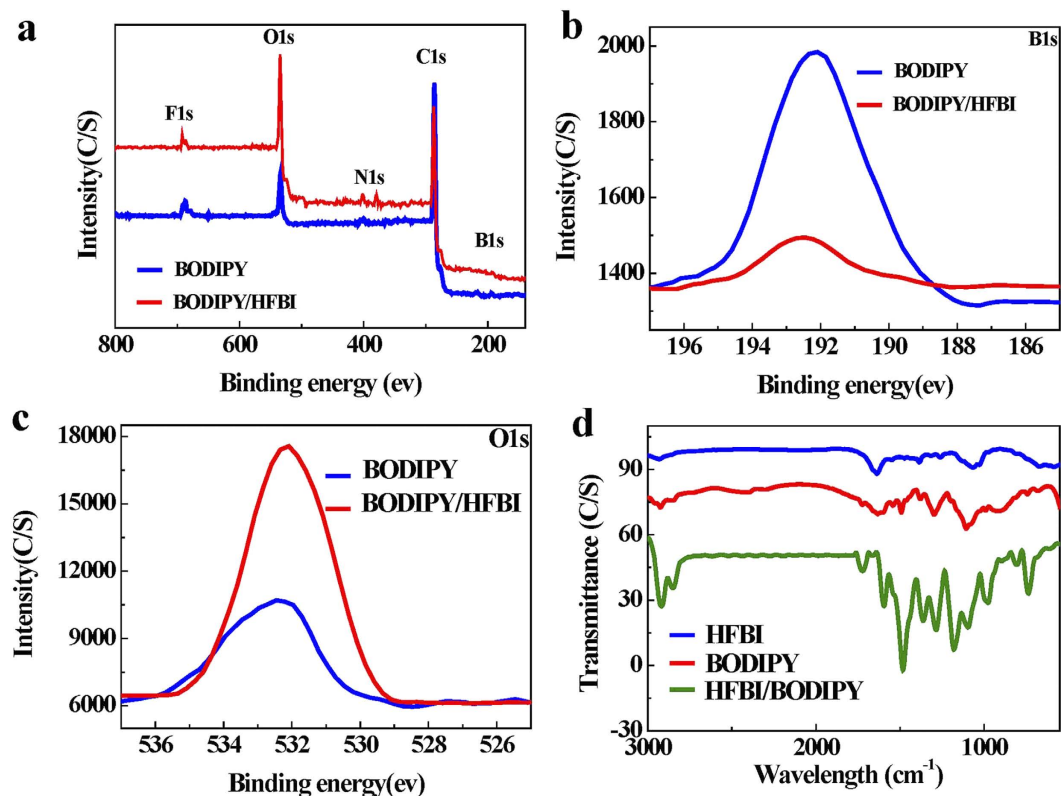 a
O1s
C1s
F1s
N1s
B1s
BODIPY
BODIPY/HFBI
Intensity(C/S)
800
600
400
200
Binding energy (ev)
b
B1s
BODIPY
BODIPY/HFBI
Intensity(C/S)
2000
1800
1600
1400
196
194
192
190
188
186
Binding energy(ev)
c
O1s
BODIPY
BODIPY/HFBI
Intensity(C/S)
18000
15000
12000
9000
6000
536
534
532
530
528
526
Binding energy(ev)
d
HFBI
BODIPY
HFBI/BODIPY
Transmittance (C/S)
90
60
30
0
-30
3000
2000
1000
Wavelength (cm-1)